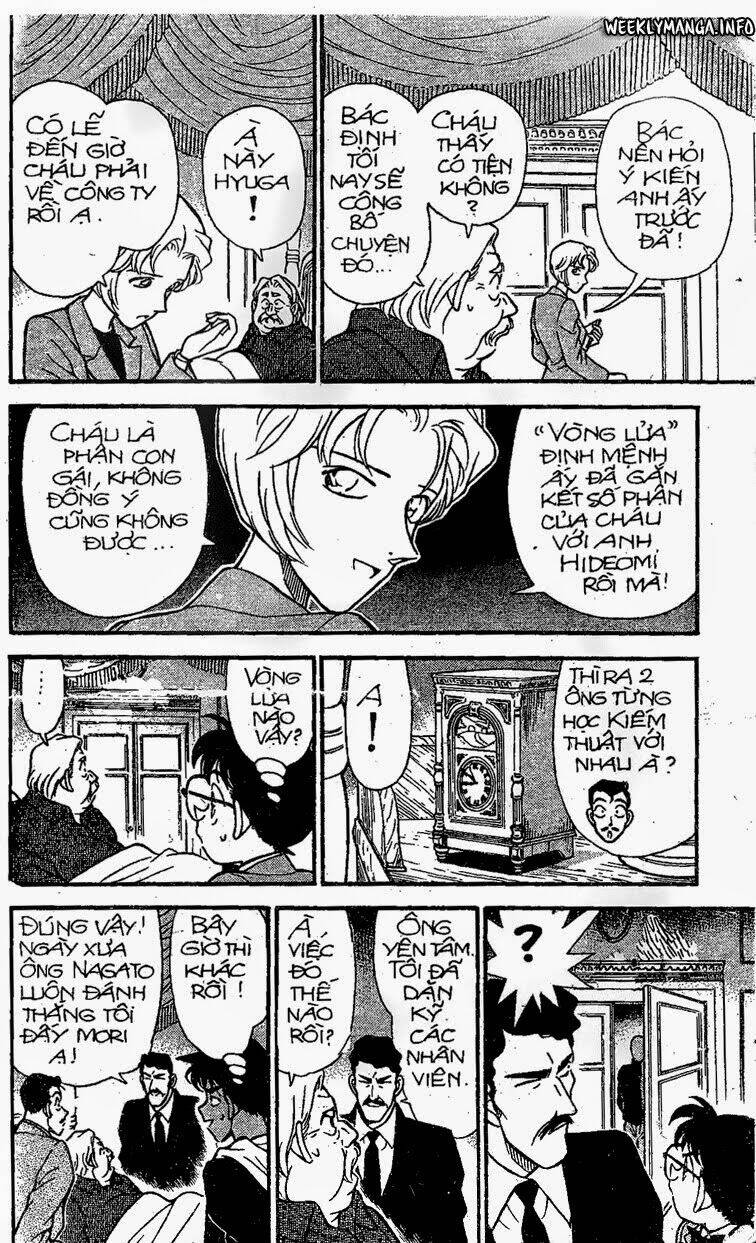 WEEKLYMANGA.INFO
CÓ LẼ
ĐẾN GIỜ
CHÁU PHẢI
VỀ CÔNG TY
RỒI Ạ.
À
NÀY
HYUGA
!
BÁC
ĐỊNH
TỐI
NAY SẼ
CÔNG
BỐ
CHUYỆN
ĐÓ...
CHÁU
THẤY
CÓ TIỆN
KHÔNG
?
BÁC
NÊN HỎI
Ý KIẾN
ANH ẤY
TRƯỚC
ĐÃ!
CHÁU LÀ
PHẬN CON
GÁI, KHÔNG
ĐỒNG Ý
CŨNG KHÔNG
ĐƯỢC ...
"VÒNG LỬA"
ĐỊNH MỆNH
ẤY ĐÃ GẮN
KẾT SỐ PHẬN
CỦA CHÁU
VỚI ANH
HIDEOMI
RỒI MÀ!
....
VÒNG
LỬA
NÀO
VẬY?
A
!
THÌ RA 2
ÔNG TỪNG
HỌC KIẾM
THUẬT VỚI
NHAU À?
ĐÚNG VẬY!
NGÀY XƯA
ÔNG NAGATO
LUÔN ĐÁNH
THẮNG TÔI
ĐẤY MORI
Ạ!
BÂY
GIỜ THÌ
KHÁC
RỒI!
À
VIỆC
ĐÓ
THẾ
NÀO
RỒI?
ÔNG
YÊN TÂM.
TÔI ĐÃ
DẶN
KỸ
CÁC
NHÂN
VIÊN.
?